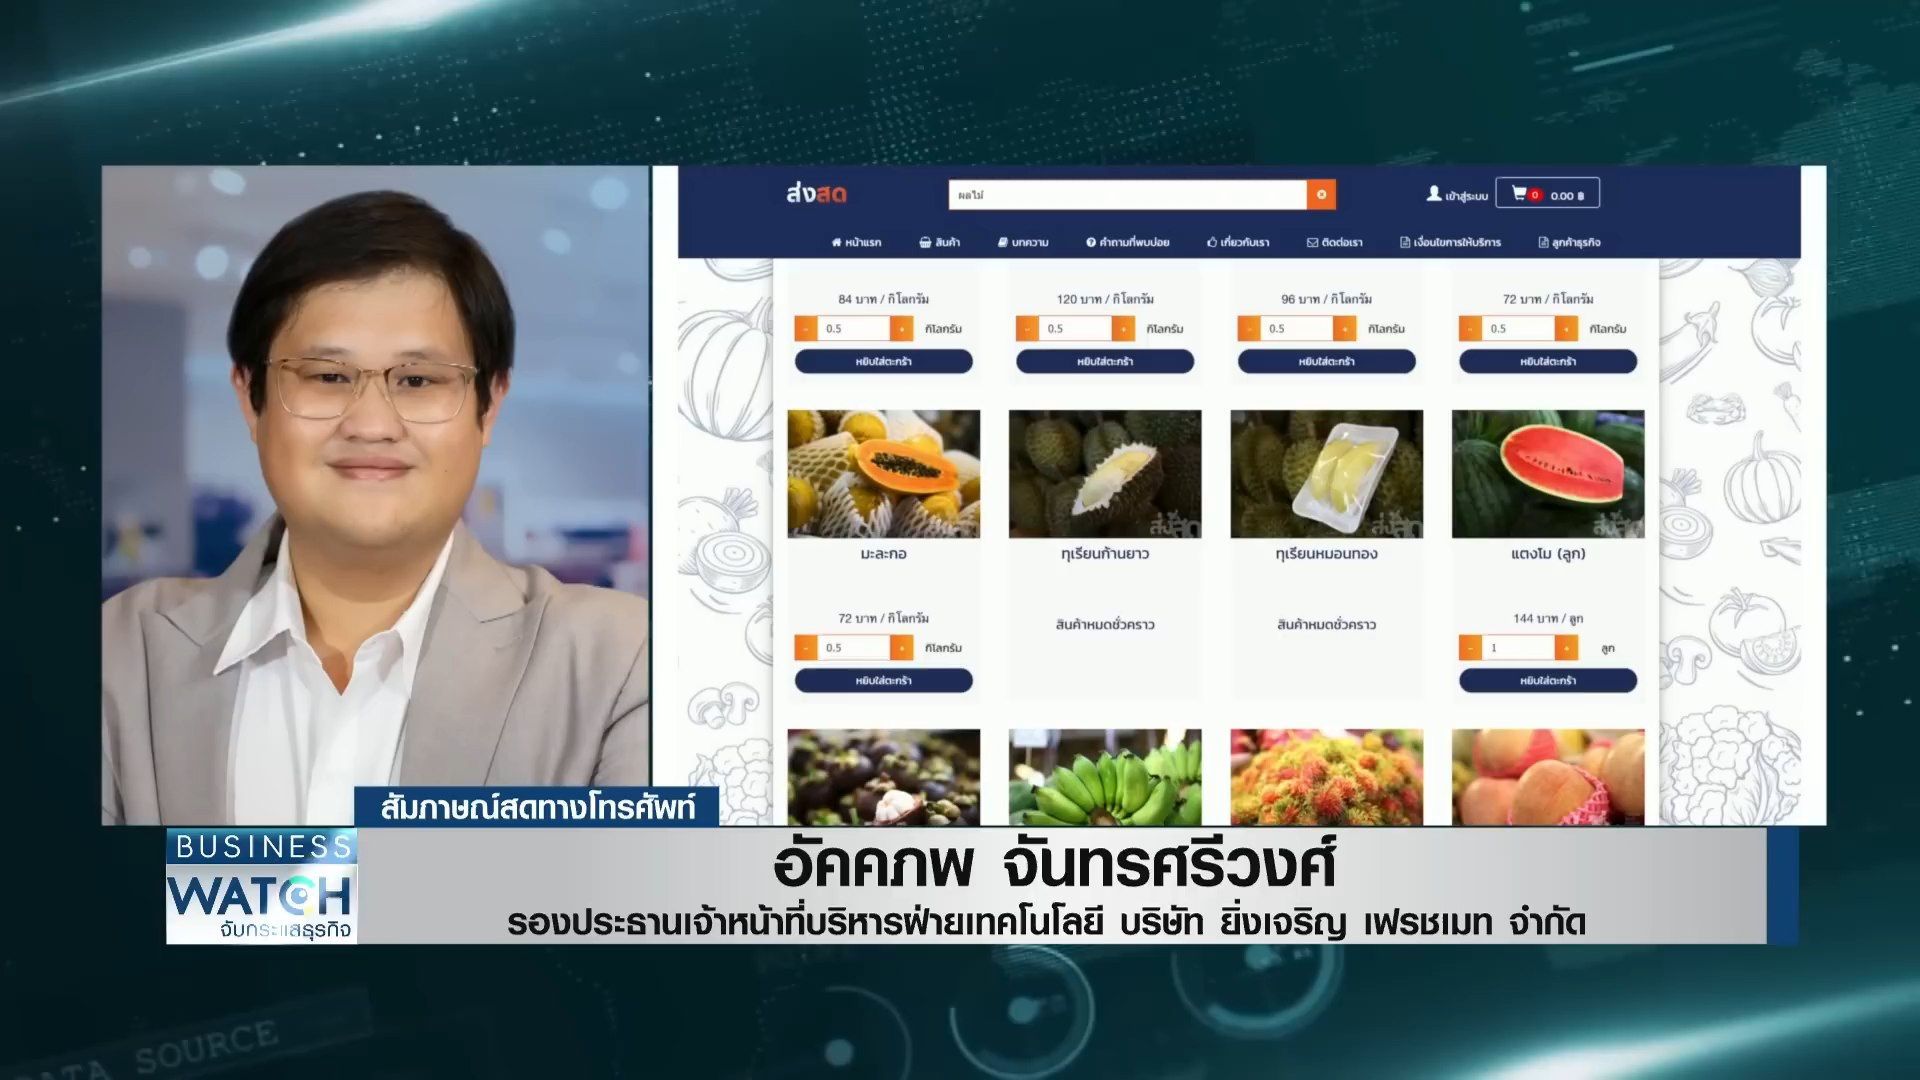 ส่งสด
ผลไม้
เข้าสู่ระบบ
0
0.00 ฿
หน้าแรก
สินค้า
บทความ
คำถามที่พบบ่อย
เกี่ยวกับเรา
ติดต่อเรา
เงื่อนไขการให้บริการ
ลูกค้าธุรกิจ
84 บาท / กิโลกรัม
120 บาท / กิโลกรัม
96 บาท / กิโลกรัม
72 บาท / กิโลกรัม
- 0.5 + กิโลกรัม
- 0.5 + กิโลกรัม
- 0.5 + กิโลกรัม
- 0.5 + กิโลกรัม
หยิบใส่ตะกร้า
หยิบใส่ตะกร้า
หยิบใส่ตะกร้า
หยิบใส่ตะกร้า
ส่งสด
ส่งสด
ส่งสด
ส่งสด
มะละกอ
ทุเรียนก้านยาว
ทุเรียนหมอนทอง
แตงโม (ลูก)
72 บาท / กิโลกรัม
สินค้าหมดชั่วคราว
สินค้าหมดชั่วคราว
144 บาท / ลูก
- 0.5 + กิโลกรัม
- 1 + ลูก
หยิบใส่ตะกร้า
หยิบใส่ตะกร้า
สัมภาษณ์สดทางโทรศัพท์
BUSINESS
WATCH
จับกระแสธุรกิจ
อัคคภพ จันทรศรีวงศ์
รองประธานเจ้าหน้าที่บริหารฝ่ายเทคโนโลยี บริษัท ยิ่งเจริญ เฟรชเมท จำกัด
DATA SOURCE